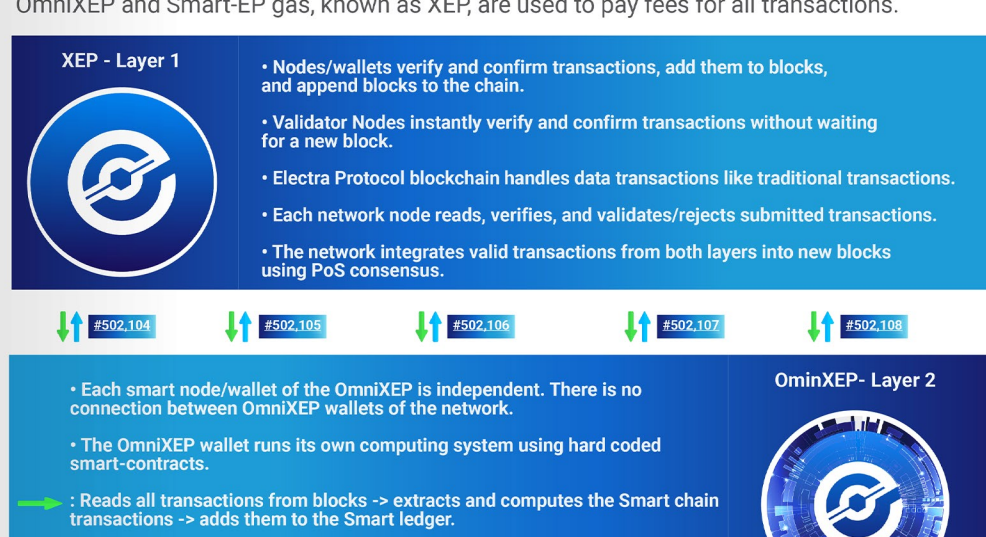 OmniXEP and Smart-EP gas, known as XEP, are used to pay fees for all transactions.
XEP - Layer 1
• Nodes/wallets verify and confirm transactions, add them to blocks,
and append blocks to the chain.
• Validator Nodes instantly verify and confirm transactions without waiting
for a new block.
• Electra Protocol blockchain handles data transactions like traditional transactions.
• Each network node reads, verifies, and validates/rejects submitted transactions.
• The network integrates valid transactions from both layers into new blocks
using PoS consensus.
#502,104
#502,105
#502,106
#502,107
#502,108
OminXEP- Layer 2
• Each smart node/wallet of the OmniXEP is independent. There is no
connection between OmniXEP wallets of the network.
• The OmniXEP wallet runs its own computing system using hard coded
smart-contracts.
: Reads all transactions from blocks -> extracts and computes the Smart chain
transactions -> adds them to the Smart ledger.